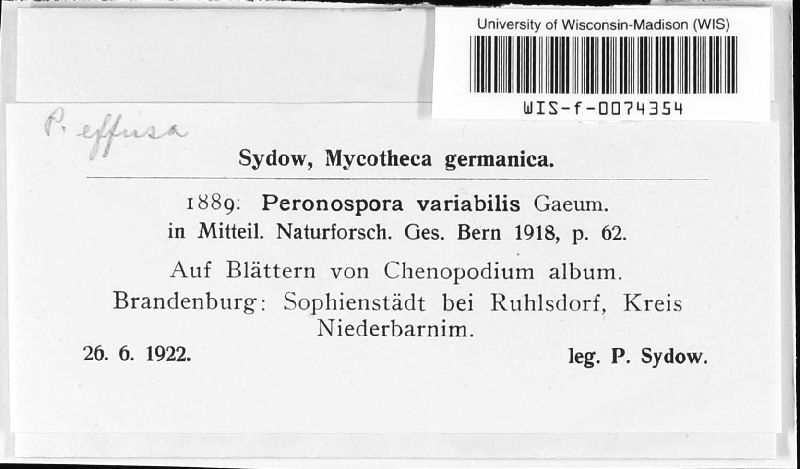 University of Wisconsin-Madison (WIS)
WIS-f-0074354
P. effusa
Sydow, Mycotheca germanica.
1889. Peronospora variabilis Gaeum.
in Mitteil. Naturforsch. Ges. Bern 1918, p. 62.
Auf Blättern von Chenopodium album.
Brandenburg: Sophienstädt bei Ruhlsdorf, Kreis
Niederbarnim.
26. 6. 1922. leg. P. Sydow.